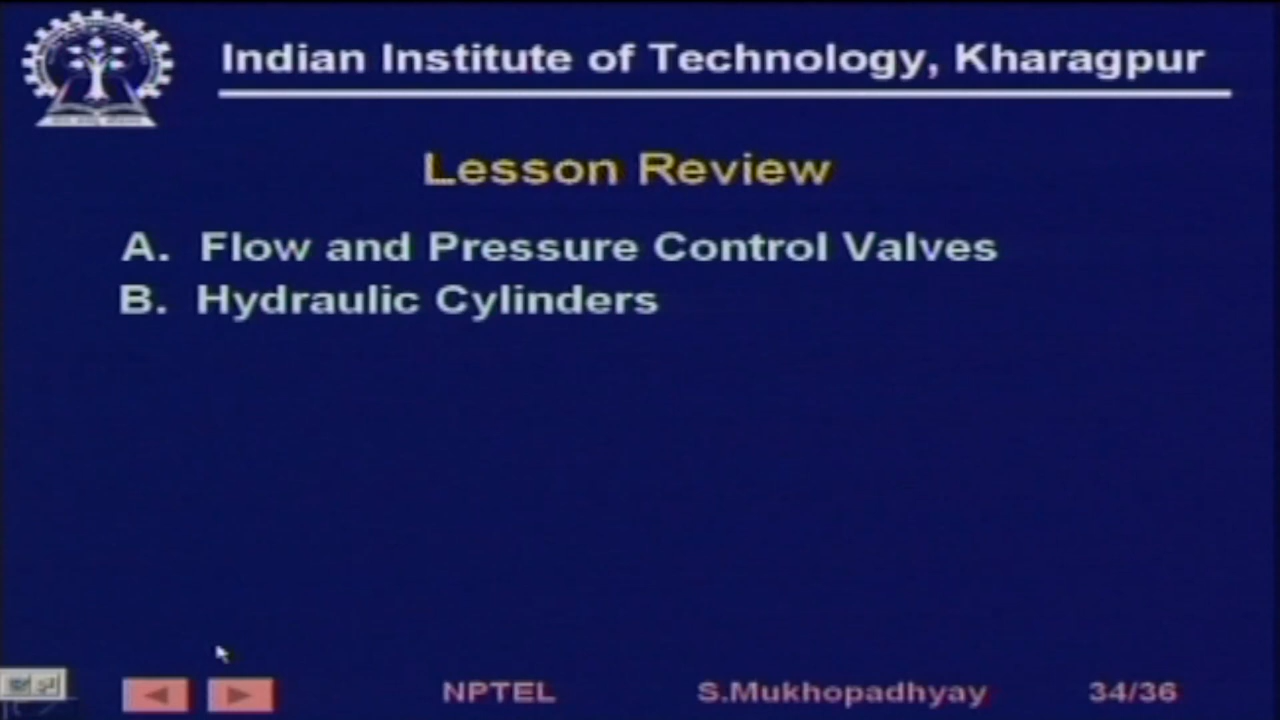 Indian Institute of Technology, Kharagpur
Lesson Review
A. Flow and Pressure Control Valves
B. Hydraulic Cylinders
NPTEL S.Mukhopadhyay 34/36